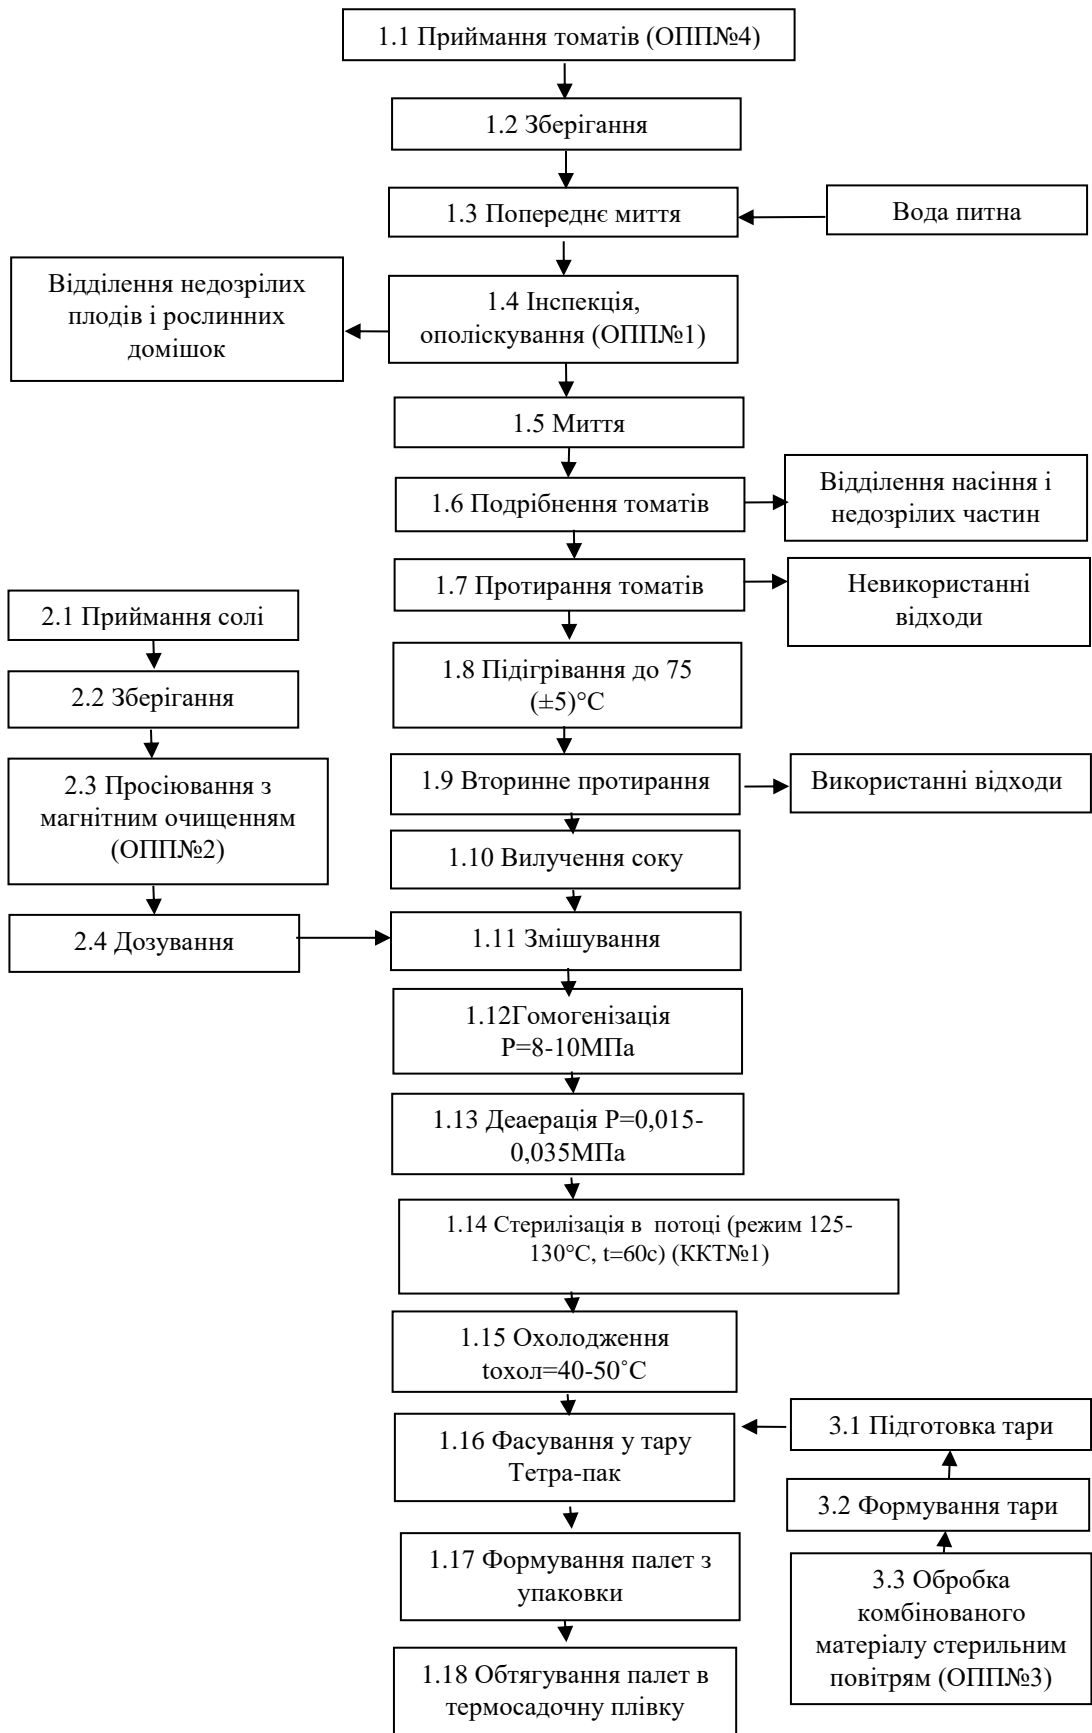 1.1 Приймання томатів (ОПП№4)
1.2 Зберігання
1.3 Попереднє миття
Вода питна
Відділення недозрілих
плодів і рослинних
домішок
1.4 Інспекція,
ополіскування (ОПП№1)
1.5 Миття
1.6 Подрібнення томатів
Відділення насіння і
недозрілих частин
1.7 Протирання томатів
Невикористанні
відходи
2.1 Приймання солі
1.8 Підігрівання до 75
(±5)°С
2.2 Зберігання
1.9 Вторинне протирання
Використанні відходи
2.3 Просіювання з
магнітним очищенням
(ОПП№2)
1.10 Вилучення соку
2.4 Дозування
1.11 Змішування
1.12Гомогенізація
Р=8-10МПа
1.13 Деаерація Р=0,015-
0,035МПа
1.14 Стерилізація в потоці (режим 125-
130°С, t=60с) (ККТ№1)
1.15 Охолодження
tохол=40-50˚С
1.16 Фасування у тару
Тетра-пак
3.1 Підготовка тари
3.2 Формування тари
1.17 Формування палет з
упаковки
3.3 Обробка
комбінованого
матеріалу стерильним
повітрям (ОПП№3)
1.18 Обтягування палет в
термосадочну плівку